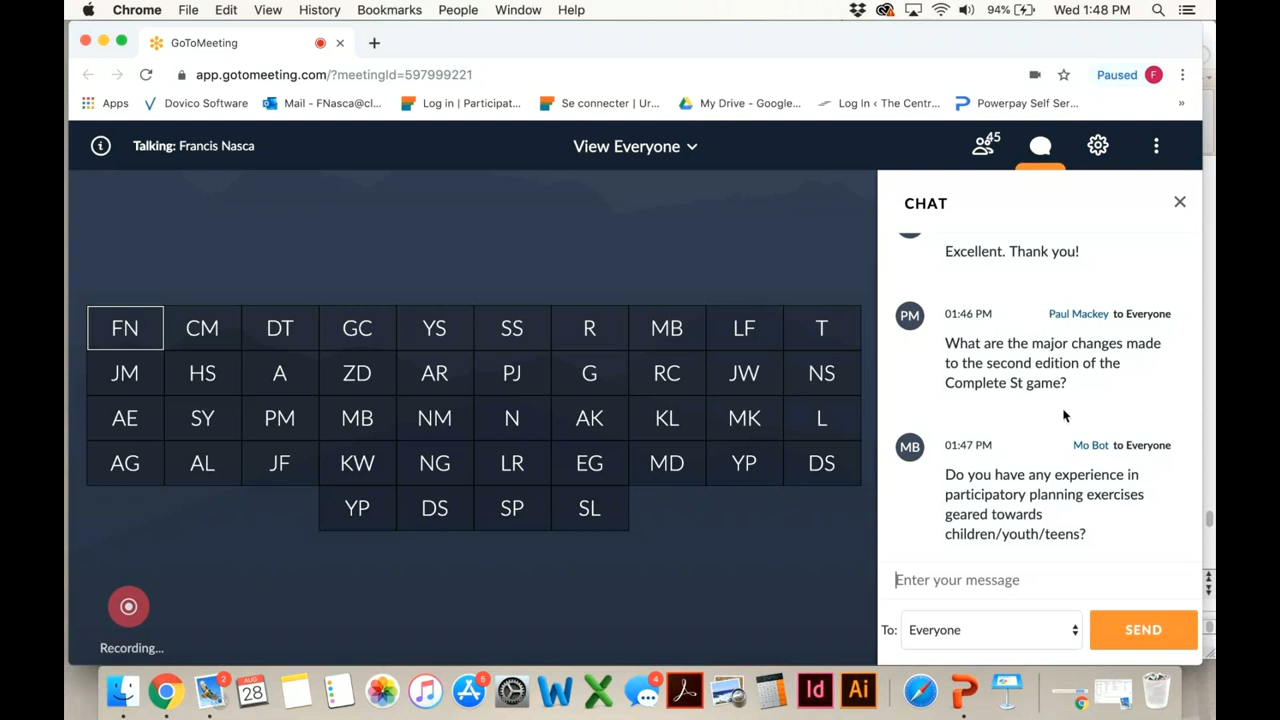 Chrome File Edit View History Bookmarks People Window Help 94% Wed 1:48 PM
GoToMeeting
app.gotomeeting.com/?meetingId=597999221 Paused F
Apps Dovico Software Mail - FNasca@cl... Log in | Participat... Se connecter | Ur... My Drive - Google... Log In ‹ The Centr... Powerpay Self Ser... »
Talking: Francis Nasca View Everyone 45
CHAT
Excellent. Thank you!
PM 01:46 PM Paul Mackey to Everyone
What are the major changes made
to the second edition of the
Complete St game?
MB 01:47 PM Mo Bot to Everyone
Do you have any experience in
participatory planning exercises
geared towards
children/youth/teens?
Enter your message
To: Everyone SEND
FN CM DT GC YS SS R MB LF T
JM HS A ZD AR PJ G RC JW NS
AE SY PM MB NM N AK KL MK L
AG AL JF KW NG LR EG MD YP DS
YP DS SP SL
Recording...
2 AUG 28 6 4 Id Ai